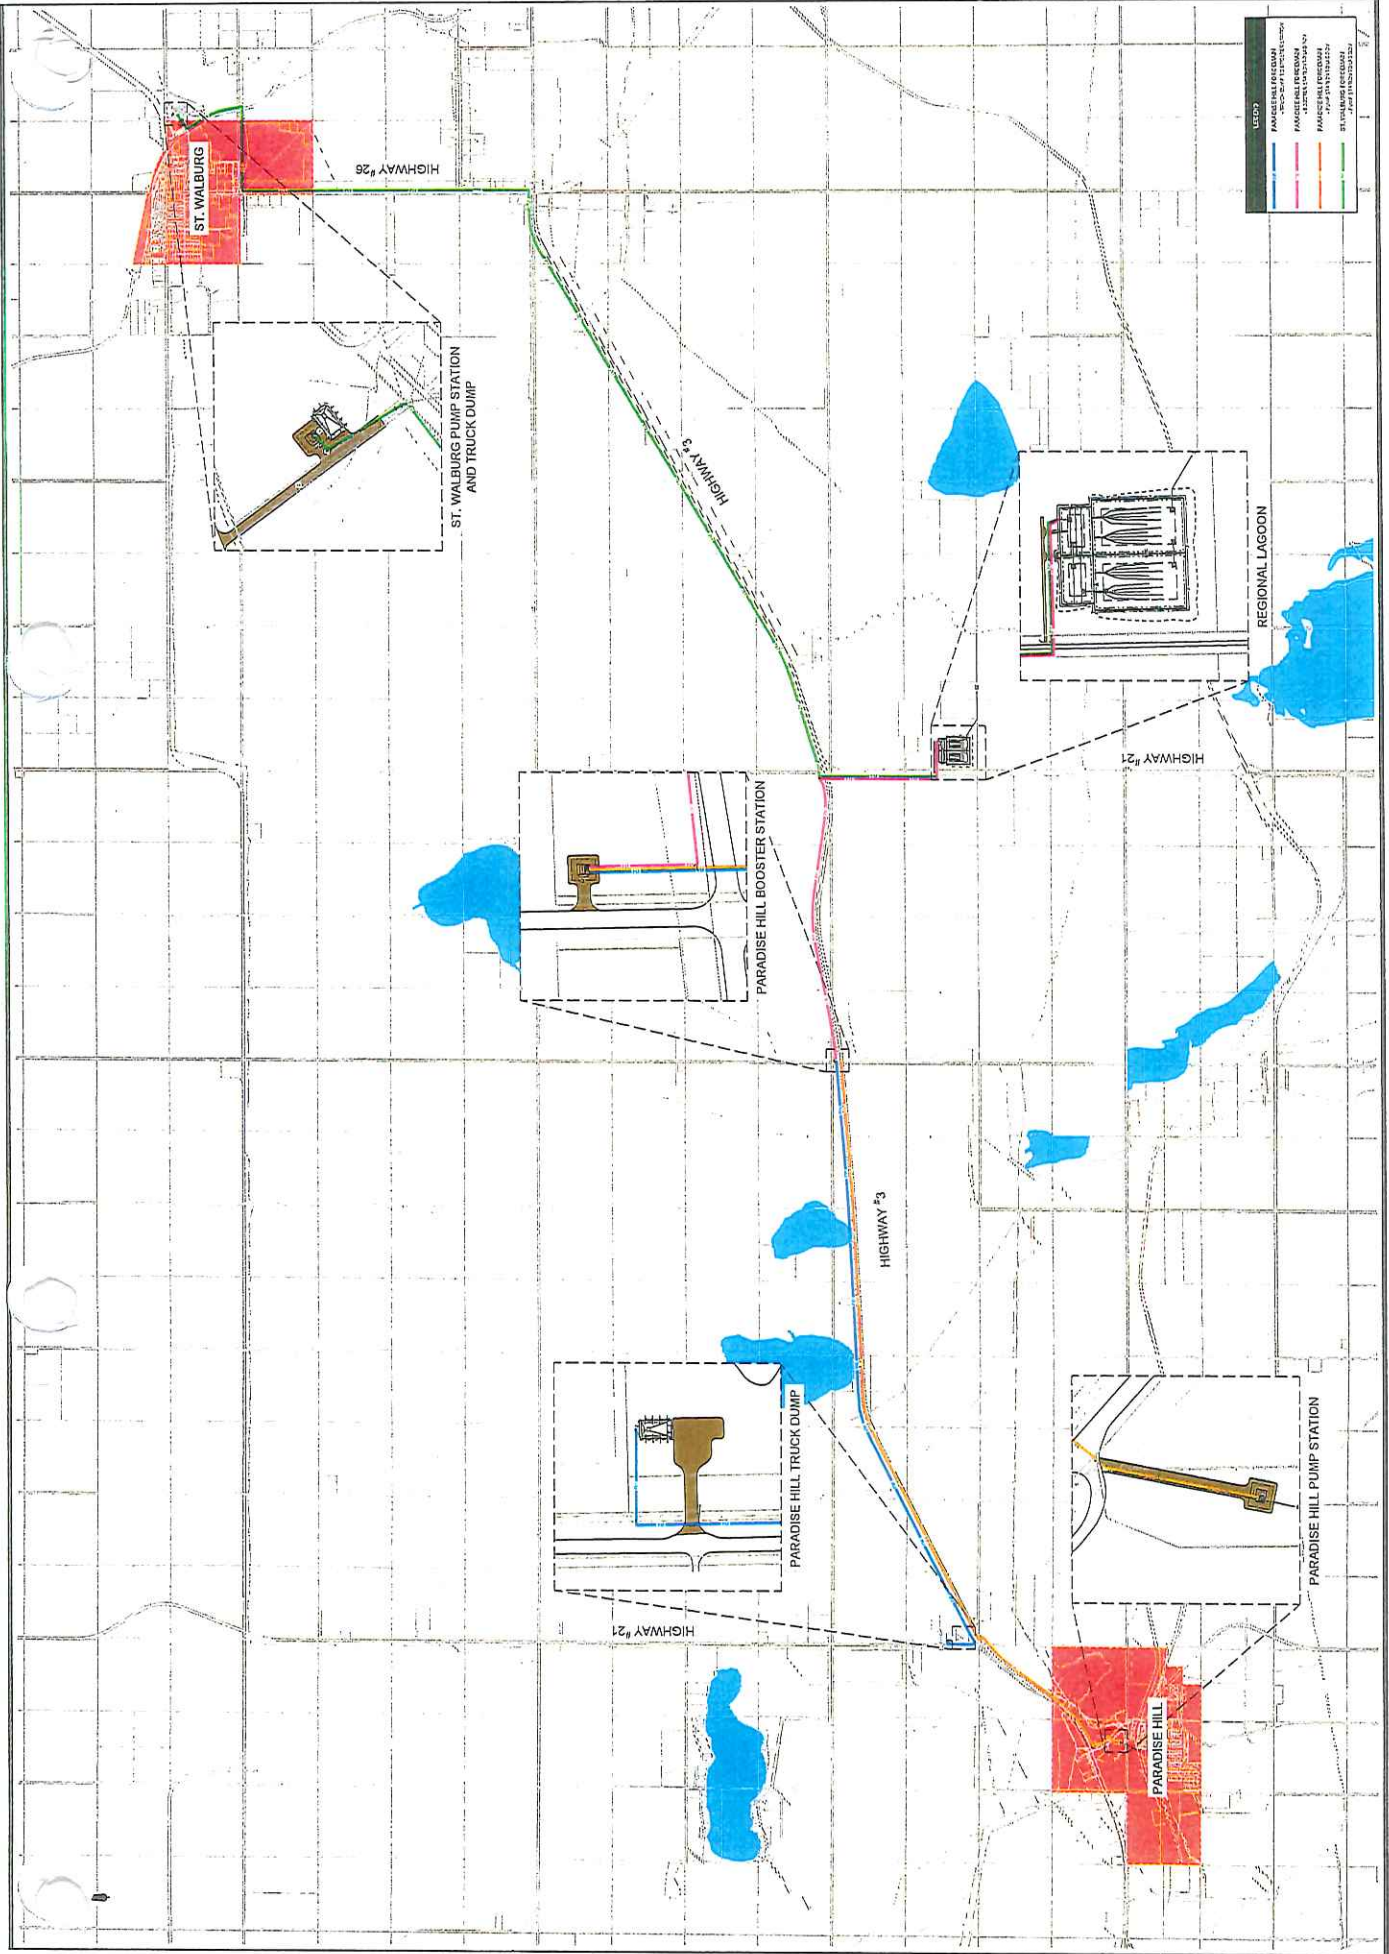 ST. WALBURG
HIGHWAY #26
ST. WALBURG PUMP STATION
AND TRUCK DUMP
HIGHWAY #3
REGIONAL LAGOON
HIGHWAY #21
PARADISE HILL BOOSTER STATION
HIGHWAY #3
PARADISE HILL TRUCK DUMP
HIGHWAY #21
PARADISE HILL PUMP STATION
PARADISE HILL
LEGEND
PARADISE HILL FORCEMAIN
PARADISE HILL FORCEMAIN
PARADISE HILL FORCEMAIN
ST. WALBURG FORCEMAIN